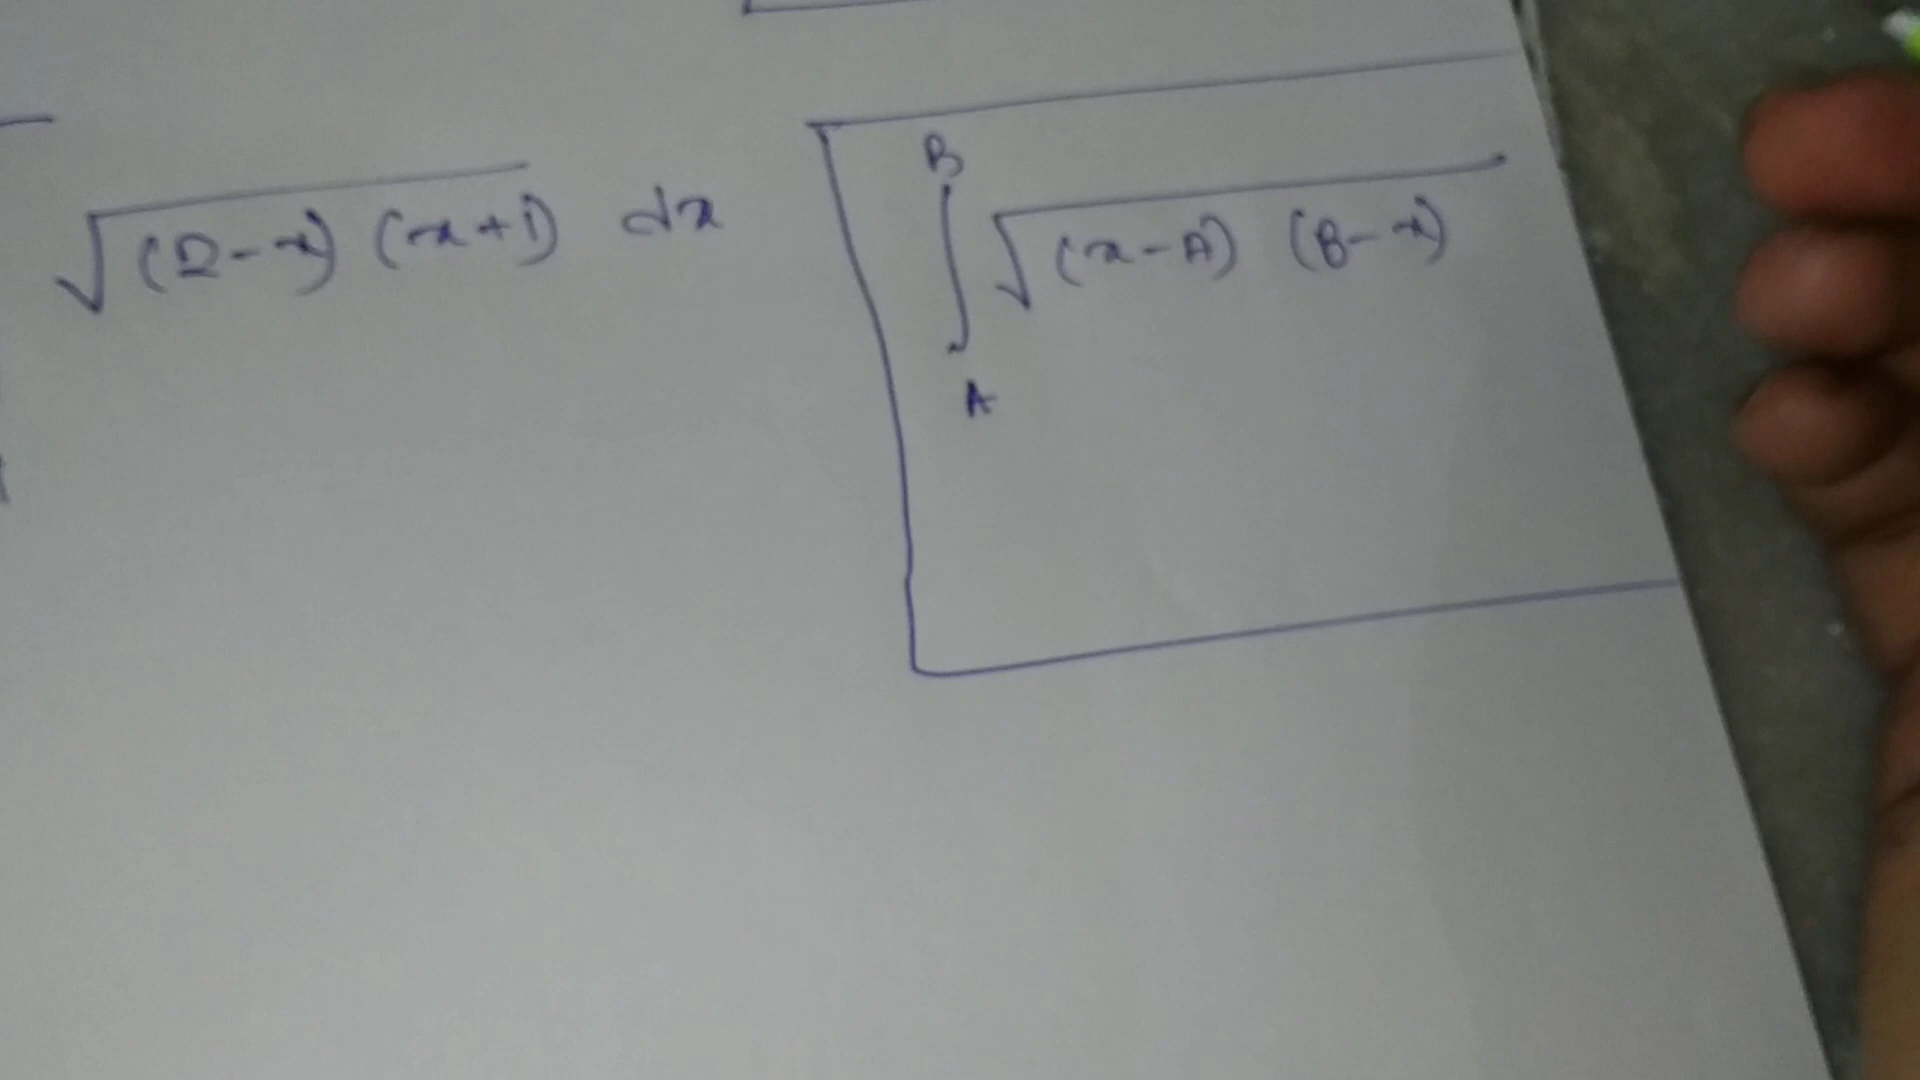 √(2-x) (x+1) dx
B
∫ √(x-A) (B-x)
A